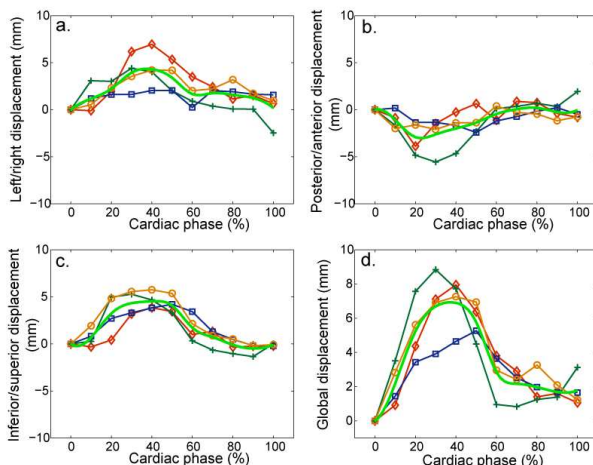 a.
Left/right displacement (mm)
10
5
0
−5
−10
0 20 40 60 80 100
Cardiac phase (%)
b.
Posterior/anterior displacement
(mm)
10
5
0
−5
−10
0 20 40 60 80 100
Cardiac phase (%)
c.
Inferior/superior displacement
(mm)
10
5
0
−5
−10
0 20 40 60 80 100
Cardiac phase (%)
d.
Global displacement (mm)
10
8
6
4
2
0
0 20 40 60 80 100
Cardiac phase (%)